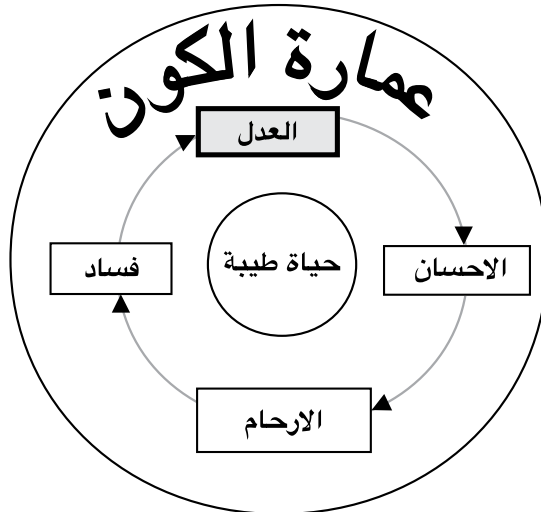 عمارة الكون
العدل
الاحسان
حياة طيبة
فساد
الارحام